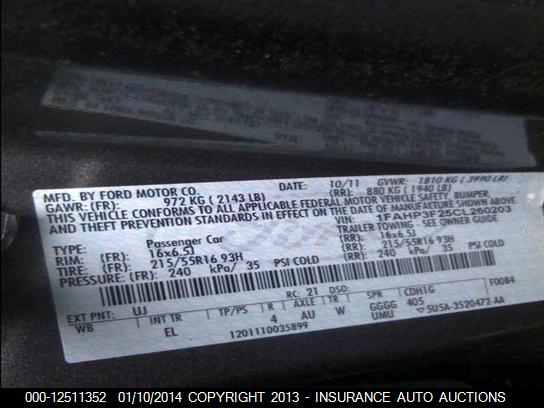 MFD. BY FORD MOTOR CO.
DATE: 10/11 GVWR: 1810 KG ( 3990 LB)
GAWR: (FR): 972 KG ( 2143 LB) (RR): 880 KG ( 1940 LB)
THIS VEHICLE CONFORMS TO ALL APPLICABLE FEDERAL MOTOR VEHICLE SAFETY, BUMPER,
AND THEFT PREVENTION STANDARDS IN EFFECT ON THE DATE OF MANUFACTURE SHOWN ABOVE.
VIN: 1FAHP3F25CL260203
TYPE: Passenger Car TRAILER TOWING - SEE OWNER GUIDE
RIM: (FR): 16x6.5J (RR): 16x6.5J
TIRE: (FR): 215/55R16 93H (RR): 215/55R16 93H
PRESSURE: (FR): 240 kPa/ 35 PSI COLD (RR): 240 kPa/ 35 PSI COLD
F0084
EXT PNT: UJ RC: 21 DSO:
WB INT TR TP/PS R AXLE TR SPR CDH1G
EL 4 AU W GGGG 405
1201110035899 UMU 5U5A-3520472-AA
000-12511352 01/10/2014 COPYRIGHT 2013 - INSURANCE AUTO AUCTIONS